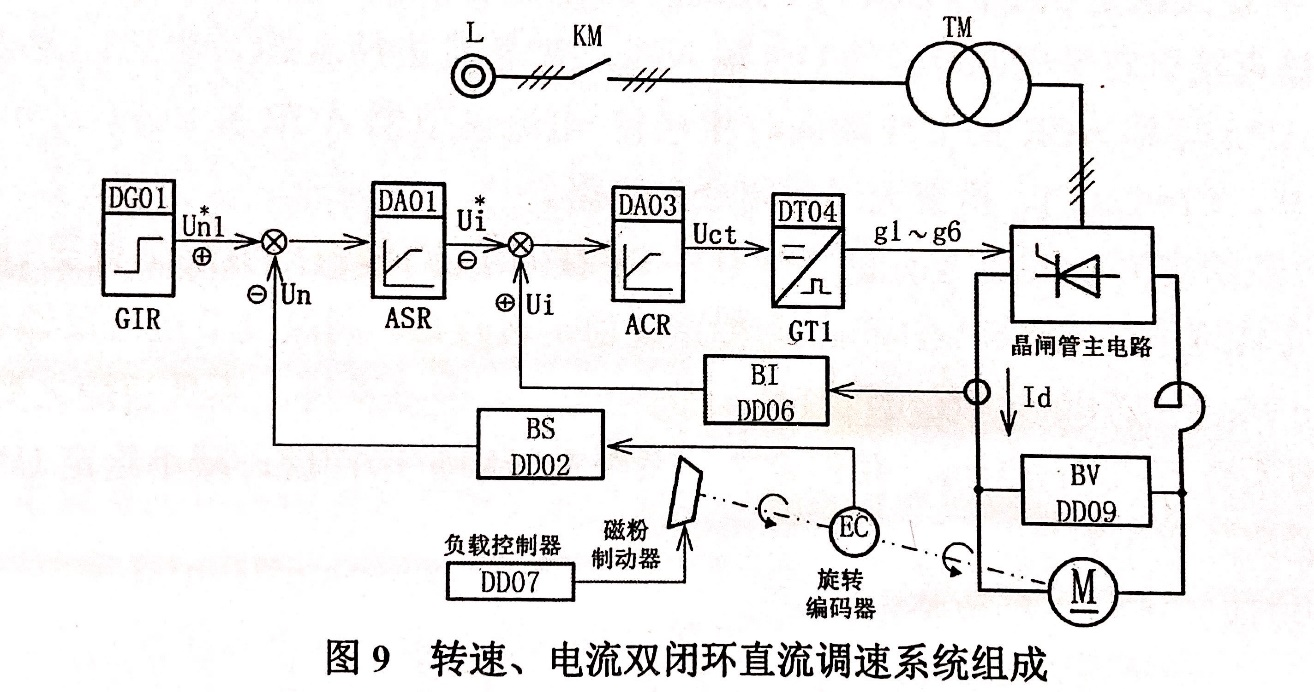 L
KM
TM
DG01
Un1*
⊕
GIR
⊖
Un
DA01
ASR
Ui*
⊖
⊕
Ui
DA03
ACR
Uct
DT04
GT1
g1~g6
晶闸管主电路
BI
DD06
Id
BS
DD02
BV
DD09
磁粉
制动器
负载控制器
DD07
EC
旋转
编码器
M
图 9 转速、电流双闭环直流调速系统组成